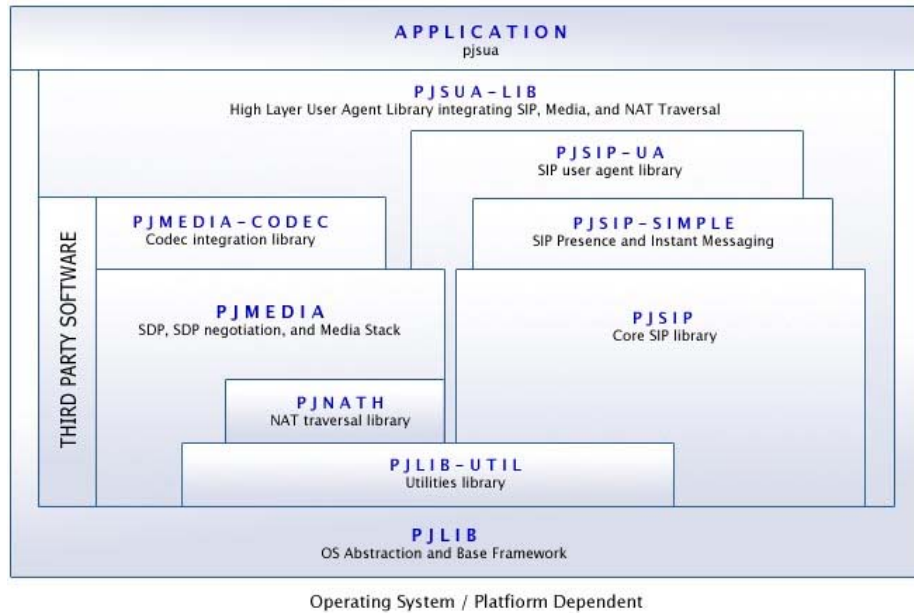 APPLICATION
pjsua
PJSUA-LIB
High Layer User Agent Library integrating SIP, Media, and NAT Traversal
PJSIP-UA
SIP user agent library
PJMEDIA-CODEC
Codec integration library
PJSIP-SIMPLE
SIP Presence and Instant Messaging
THIRD PARTY SOFTWARE
PJMEDIA
SDP, SDP negotiation, and Media Stack
PJSIP
Core SIP library
PJNATH
NAT traversal library
PJLIB-UTIL
Utilities library
PJLIB
OS Abstraction and Base Framework
Operating System / Platfiorm Dependent